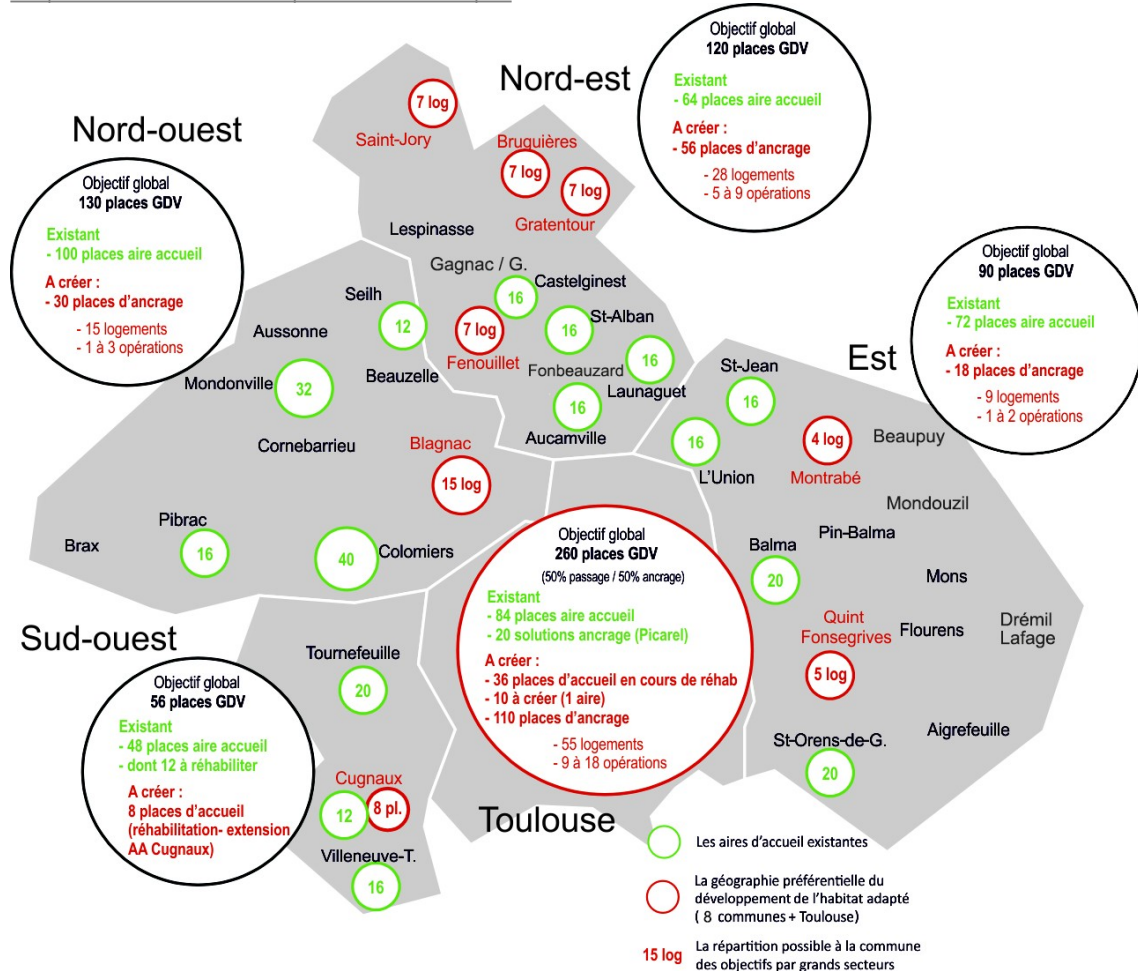 Nord-est
Objectif global
120 places GDV
Existant
- 64 places aire accueil
A créer :
- 56 places d'ancrage
- 28 logements
- 5 à 9 opérations
7 log
Saint-Jory
Bruguières
7 log
7 log
Gratentour
Lespinasse
Gagnac / G.
16
Castelginest
7 log
Fenouillet
16
St-Alban
Fonbeauzard
16
Launaguet
16
Aucamville
Nord-ouest
Objectif global
130 places GDV
Existant
- 100 places aire accueil
A créer :
- 30 places d'ancrage
- 15 logements
- 1 à 3 opérations
Seilh
12
Aussonne
Mondonville
32
Beauzelle
Cornebarrieu
Blagnac
15 log
Pibrac
Brax
16
40
Colomiers
Est
Objectif global
90 places GDV
Existant
- 72 places aire accueil
A créer :
- 18 places d'ancrage
- 9 logements
- 1 à 2 opérations
St-Jean
16
16
L'Union
4 log
Montrabé
Beaupuy
Mondouzil
Pin-Balma
Balma
20
Mons
Quint
Fonsegrives
5 log
Flourens
Drémil
Lafage
Aigrefeuille
St-Orens-de-G.
20
Objectif global
260 places GDV
(50% passage / 50% ancrage)
Existant
- 84 places aire accueil
- 20 solutions ancrage (Picarel)
A créer :
- 36 places d'accueil en cours de réhab
- 10 à créer (1 aire)
- 110 places d'ancrage
- 55 logements
- 9 à 18 opérations
Toulouse
Sud-ouest
Objectif global
56 places GDV
Existant
- 48 places aire accueil
- dont 12 à réhabiliter
A créer :
8 places d'accueil
(réhabilitation- extension
AA Cugnaux)
Tournefeuille
20
Cugnaux
12
8 pl.
Villeneuve-T.
16
Les aires d'accueil existantes
La géographie préférentielle du
développement de l'habitat adapté
( 8 communes + Toulouse)
15 log La répartition possible à la commune
des objectifs par grands secteurs